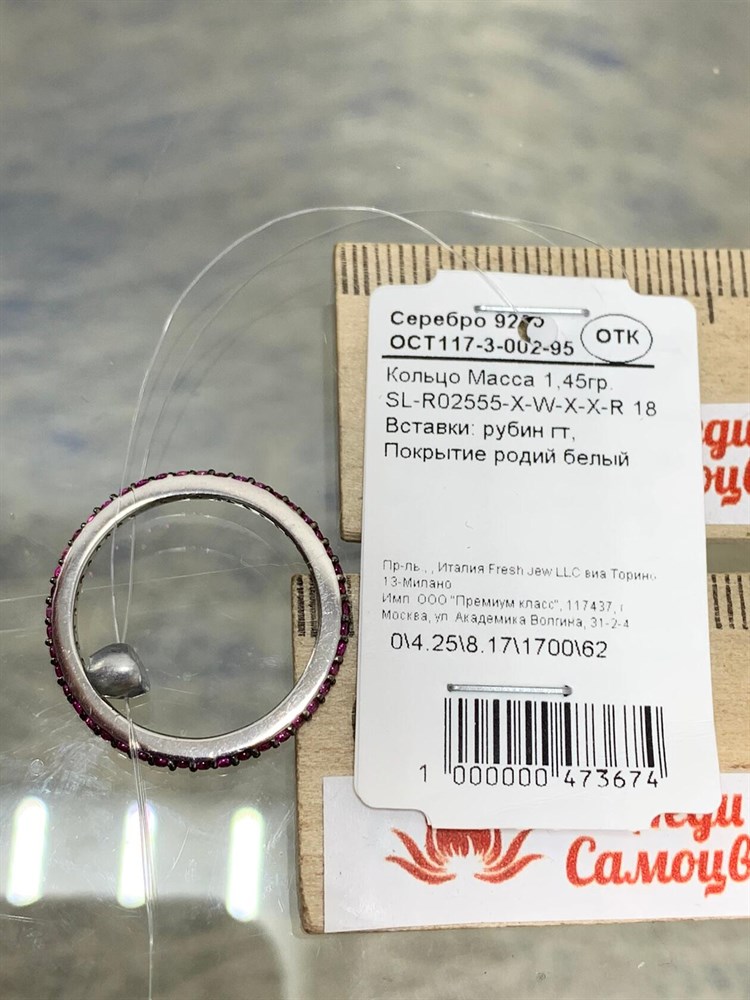 Серебро 925
ОСТ117-3-002-95
ОТК
Кольцо Масса 1,45гр.
SL-R02555-X-W-X-X-R 18
Вставки: рубин гт,
Покрытие родий белый
Пр-ль , , Италия Fresh Jew LLC виа Торино
13-Милано
Имп. ООО "Премиум класс", 117437, г
Москва, ул. Академика Волгина, 31-2-4
0\4.25\8.17\1700\62
1 000000 473674
Самоцв